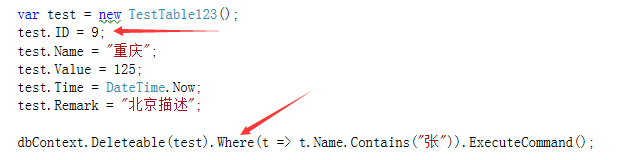 var test = new TestTable123();
test.ID = 9;
test.Name = "重庆";
test.Value = 125;
test.Time = DateTime.Now;
test.Remark = "北京描述";
dbContext.Deleteable(test).Where(t => t.Name.Contains("张")).ExecuteCommand();